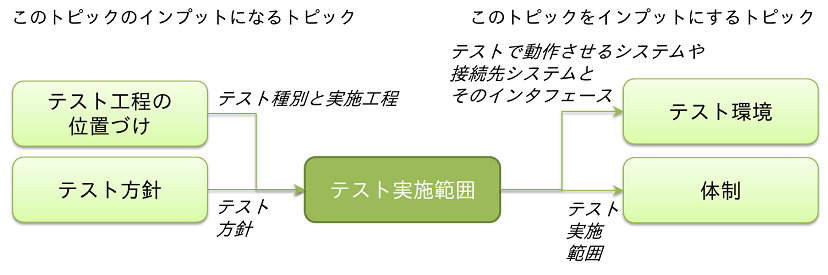 このトピックのインプットになるトピック
このトピックをインプットにするトピック
テスト工程の
位置づけ
テスト種別と実施工程
テスト方針
テスト
方針
テスト実施範囲
テストで動作させるシステムや
接続先システムと
そのインタフェース
テスト環境
テスト
実施
範囲
体制